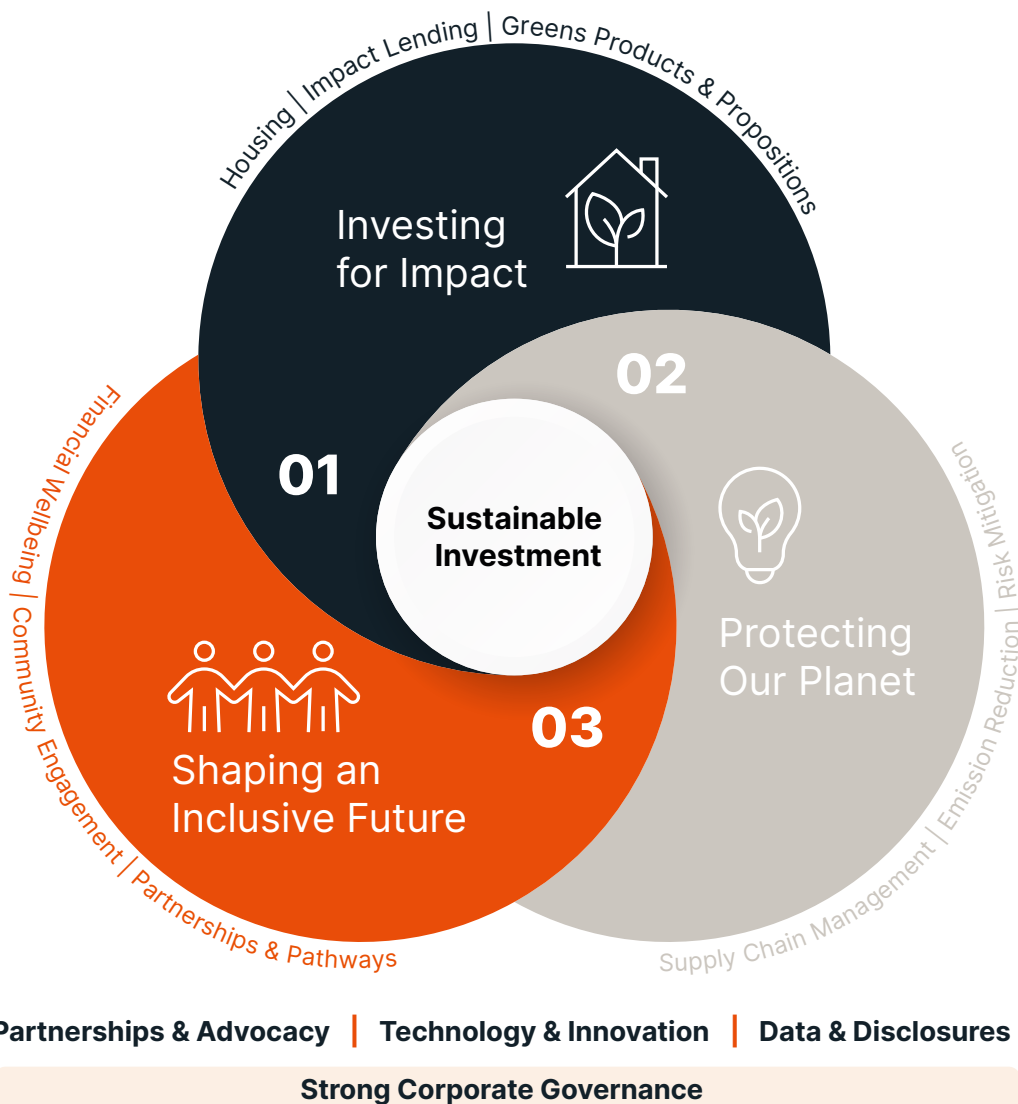 Housing | Impact Lending | Greens Products & Propositions
Investing
for Impact
02
01
Sustainable
Investment
Financial Wellbeing | Community Engagement | Partnerships & Pathways
Supply Chain Management | Emission Reduction | Risk Mitigation
Protecting
Our Planet
03
Shaping an
Inclusive Future
Partnerships & Advocacy | Technology & Innovation | Data & Disclosures
Strong Corporate Governance